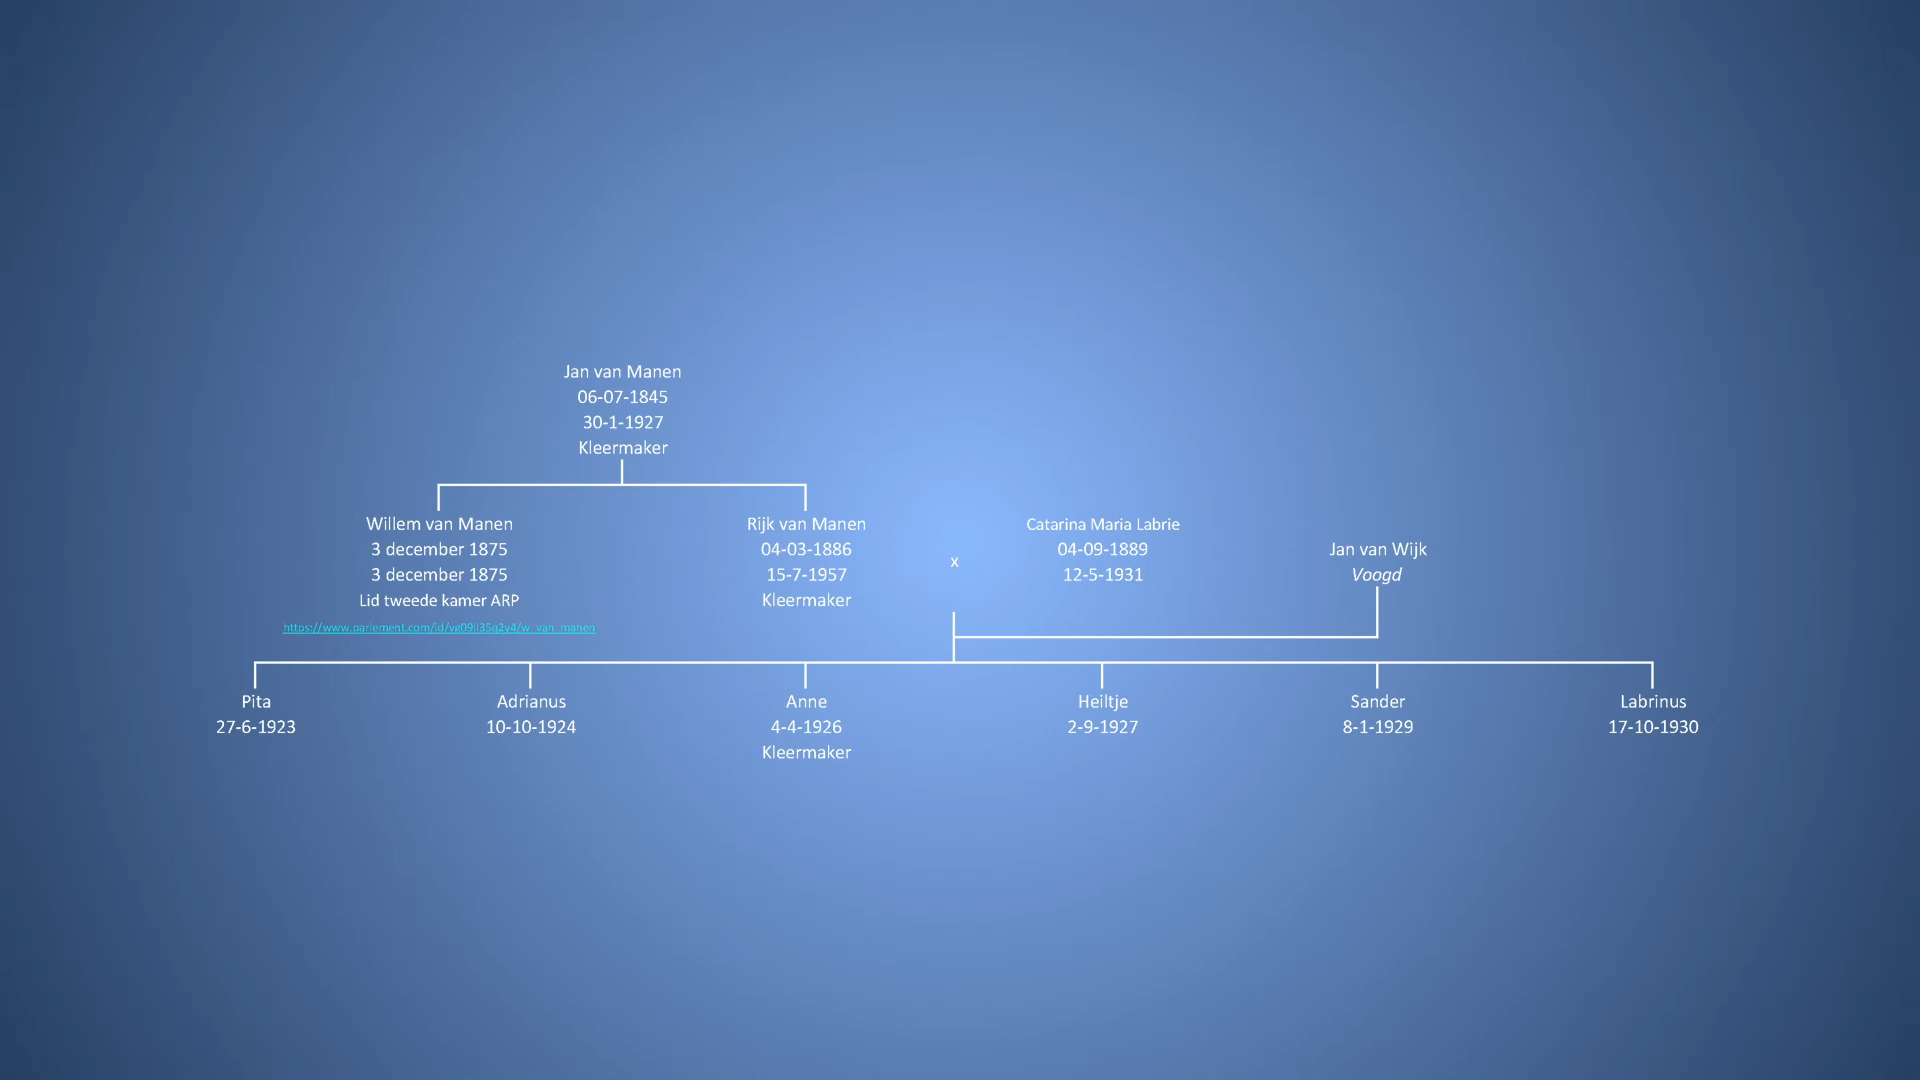 Jan van Manen
06-07-1845
30-1-1927
Kleermaker
Willem van Manen
3 december 1875
3 december 1875
Lid tweede kamer ARP
Rijk van Manen
04-03-1886
15-7-1957
Kleermaker
x
Catarina Maria Labrie
04-09-1889
12-5-1931
Jan van Wijk
Voogd
Pita
27-6-1923
Adrianus
10-10-1924
Anne
4-4-1926
Kleermaker
Heiltje
2-9-1927
Sander
8-1-1929
Labrinus
17-10-1930